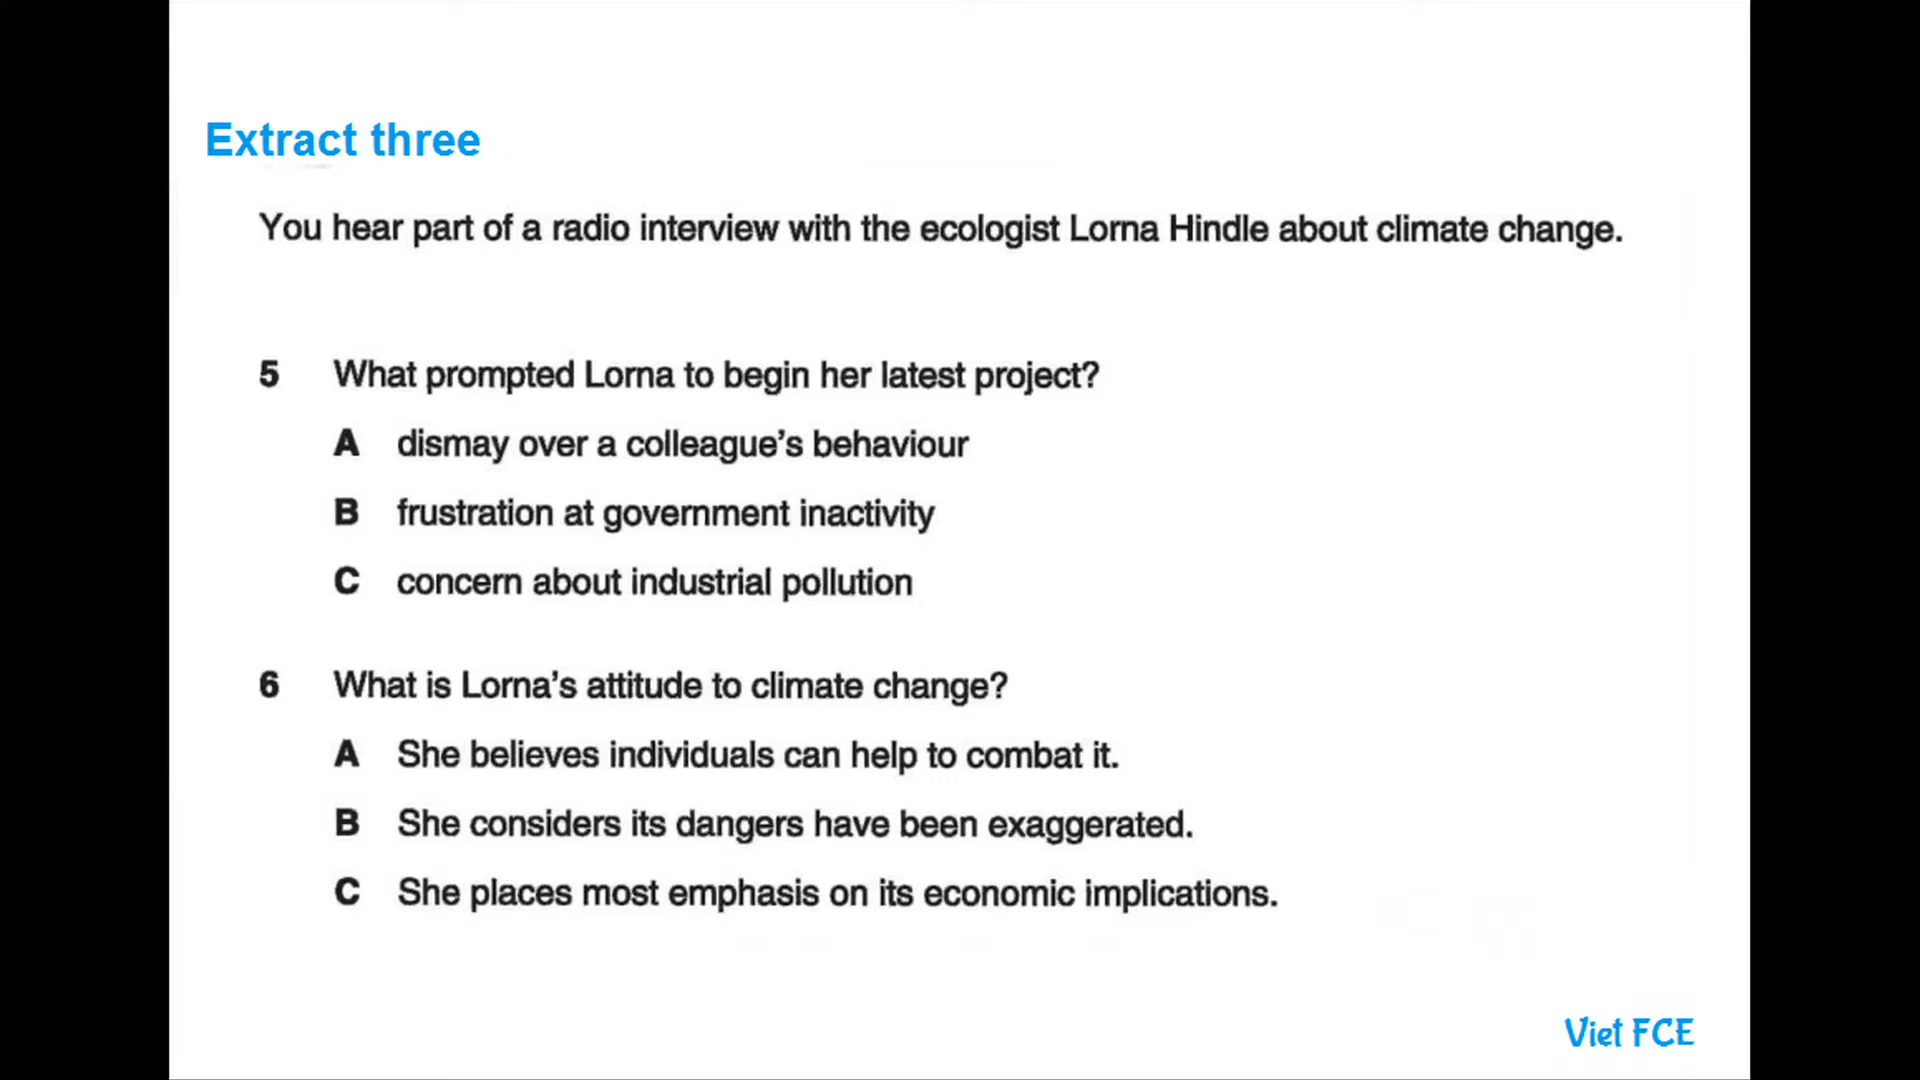 Extract three
You hear part of a radio interview with the ecologist Lorna Hindle about climate change.
5 What prompted Lorna to begin her latest project?
A dismay over a colleague's behaviour
B frustration at government inactivity
C concern about industrial pollution
6 What is Lorna's attitude to climate change?
A She believes individuals can help to combat it.
B She considers its dangers have been exaggerated.
C She places most emphasis on its economic implications.
Viet FCE